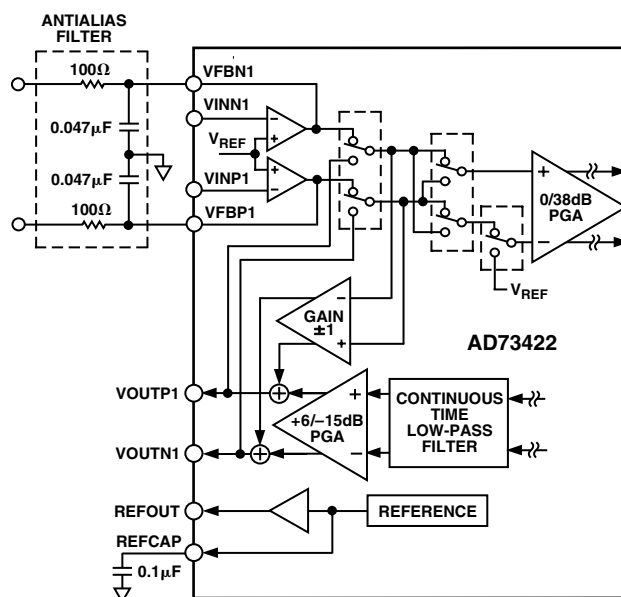 ANTIALIAS
FILTER
100Ω
VFBN1
VINN1
0.047μF
VREF
0.047μF
VINP1
100Ω
VFBP1
+
−
−
+
+
−
0/38dB
PGA
VREF
GAIN
±1
−
+
AD73422
VOUTP1
+
+
+6/−15dB
PGA
−
CONTINUOUS
TIME
LOW-PASS
FILTER
VOUTN1
+
REFOUT
REFERENCE
REFCAP
0.1μF